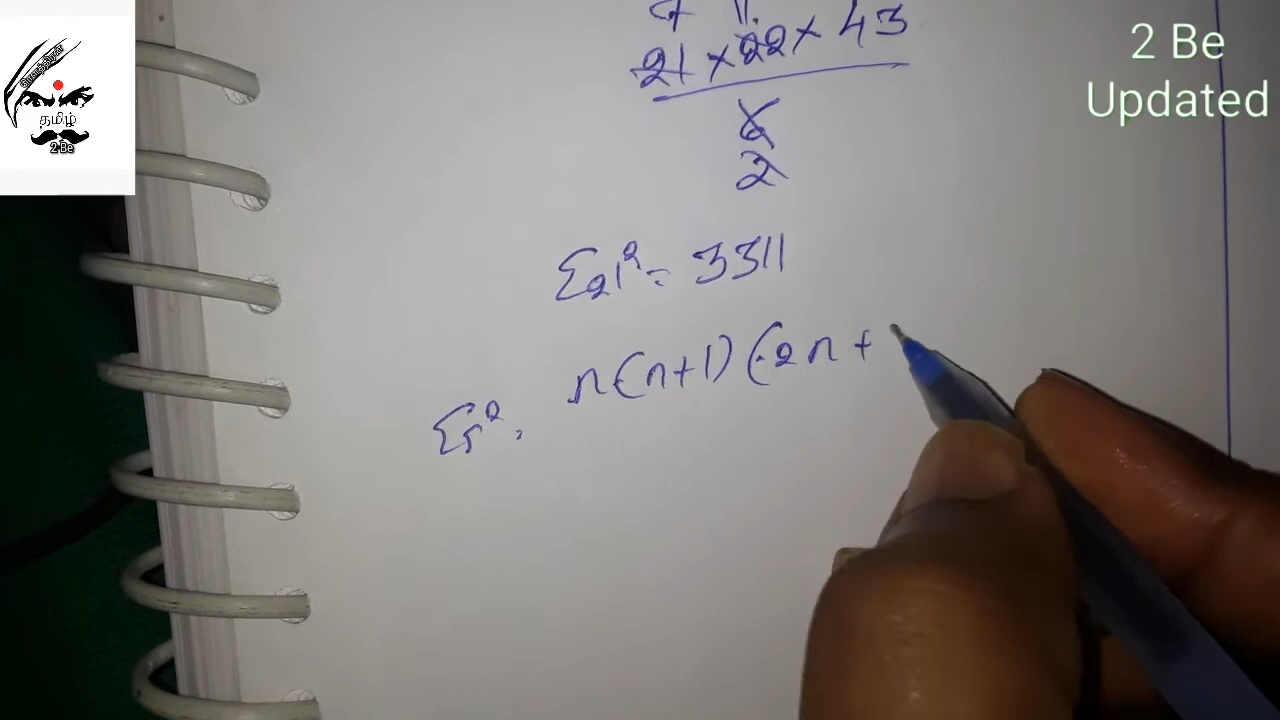 2 Be
Updated
தமிழ்
2 Be
21 × 22 × 43
6
2
Σ21² = 3311
Σr² = n(n+1)(2n+